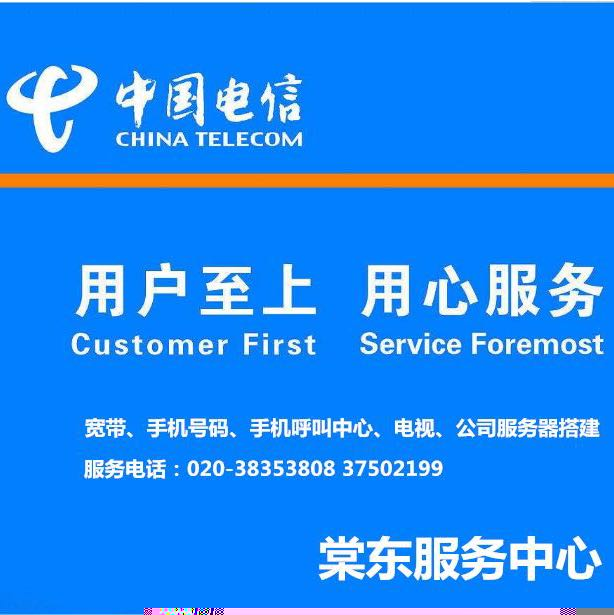 中国电信
CHINA TELECOM
用户至上 用心服务
Customer First Service Foremost
宽带、手机号码、手机呼叫中心、电视、公司服务器搭建
服务电话：020-38353808 37502199
棠东服务中心